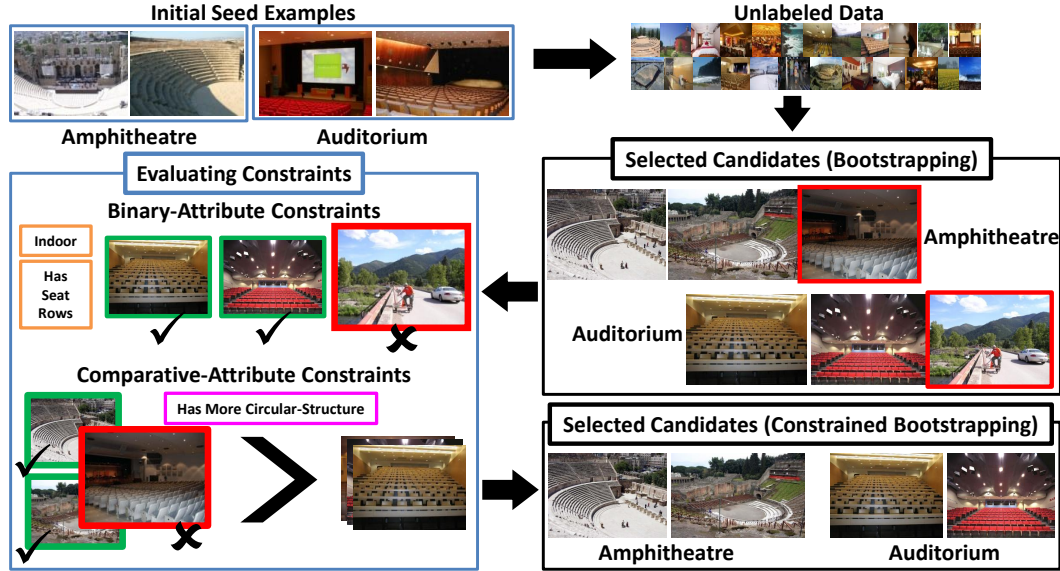 Initial Seed Examples
Unlabeled Data
Amphitheatre
Auditorium
Selected Candidates (Bootstrapping)
Amphitheatre
Auditorium
Evaluating Constraints
Binary-Attribute Constraints
Indoor
Has
Seat
Rows
Comparative-Attribute Constraints
Has More Circular-Structure
Selected Candidates (Constrained Bootstrapping)
Amphitheatre
Auditorium